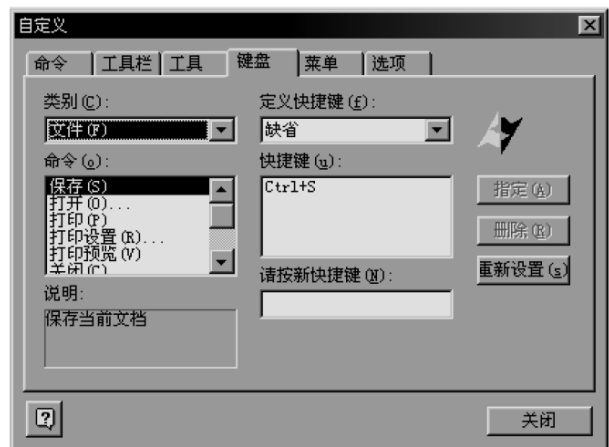 自定义
命令 工具栏 工具 键盘 菜单 选项
类别(C):
文件(F)
命令(o):
保存(S)
打开(O)...
打印(P)
打印设置(R)...
打印预览(V)
关闭(C)
说明:
保存当前文档
定义快捷键(f):
缺省
快捷键(u):
Ctrl+S
请按新快捷键(N):
指定(A)
删除(R)
重新设置(s)
关闭